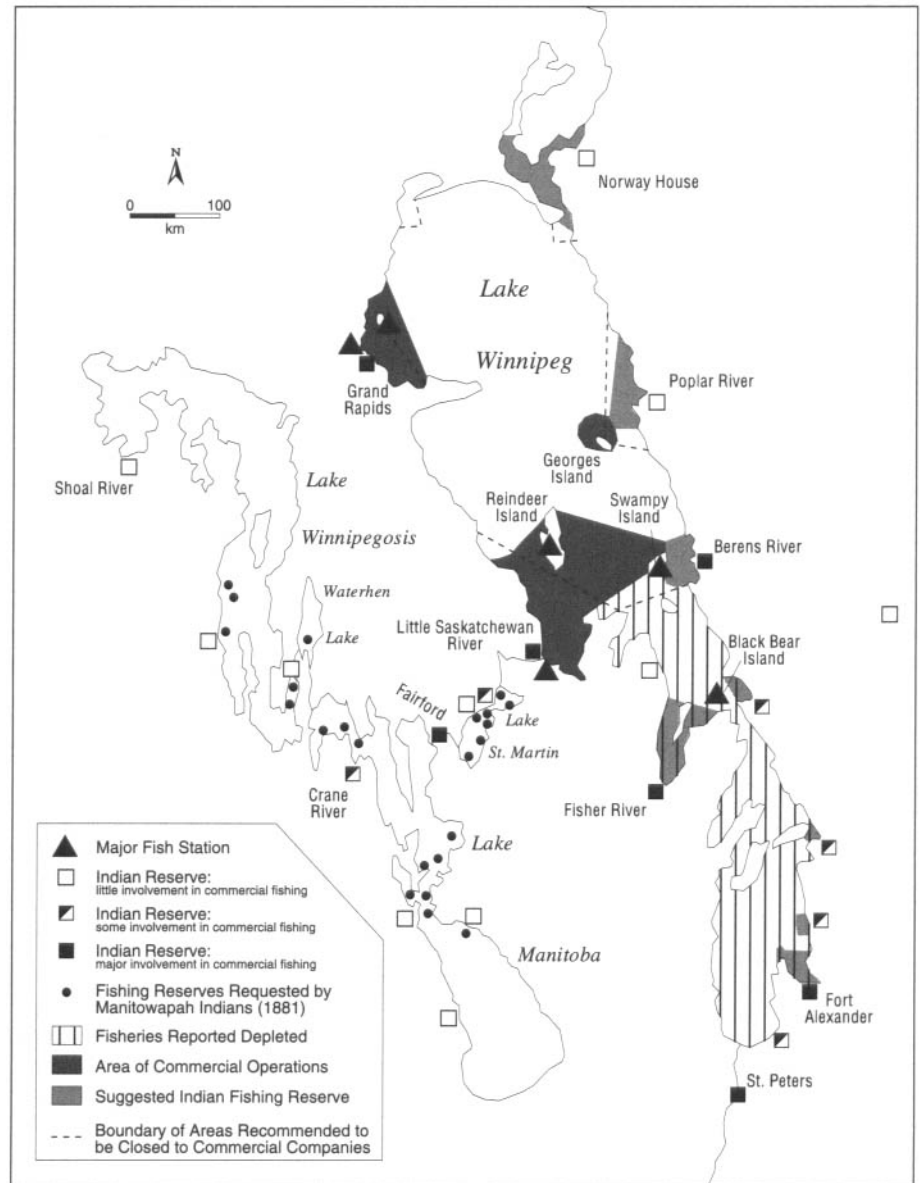 N
0 100
km
Norway House
Lake
Winnipeg
Grand
Rapids
Poplar River
Georges
Island
Shoal River
Lake
Winnipegosis
Reindeer
Island
Swampy
Island
Berens River
Waterhen
Lake
Little Saskatchewan
River
Black Bear
Island
Fairford
Lake
St. Martin
Crane
River
Fisher River
Lake
Manitoba
Fort
Alexander
St. Peters
Major Fish Station
Indian Reserve:
little involvement in commercial fishing
Indian Reserve:
some involvement in commercial fishing
Indian Reserve:
major involvement in commercial fishing
Fishing Reserves Requested by
Manitowapah Indians (1881)
Fisheries Reported Depleted
Area of Commercial Operations
Suggested Indian Fishing Reserve
Boundary of Areas Recommended to
be Closed to Commercial Companies